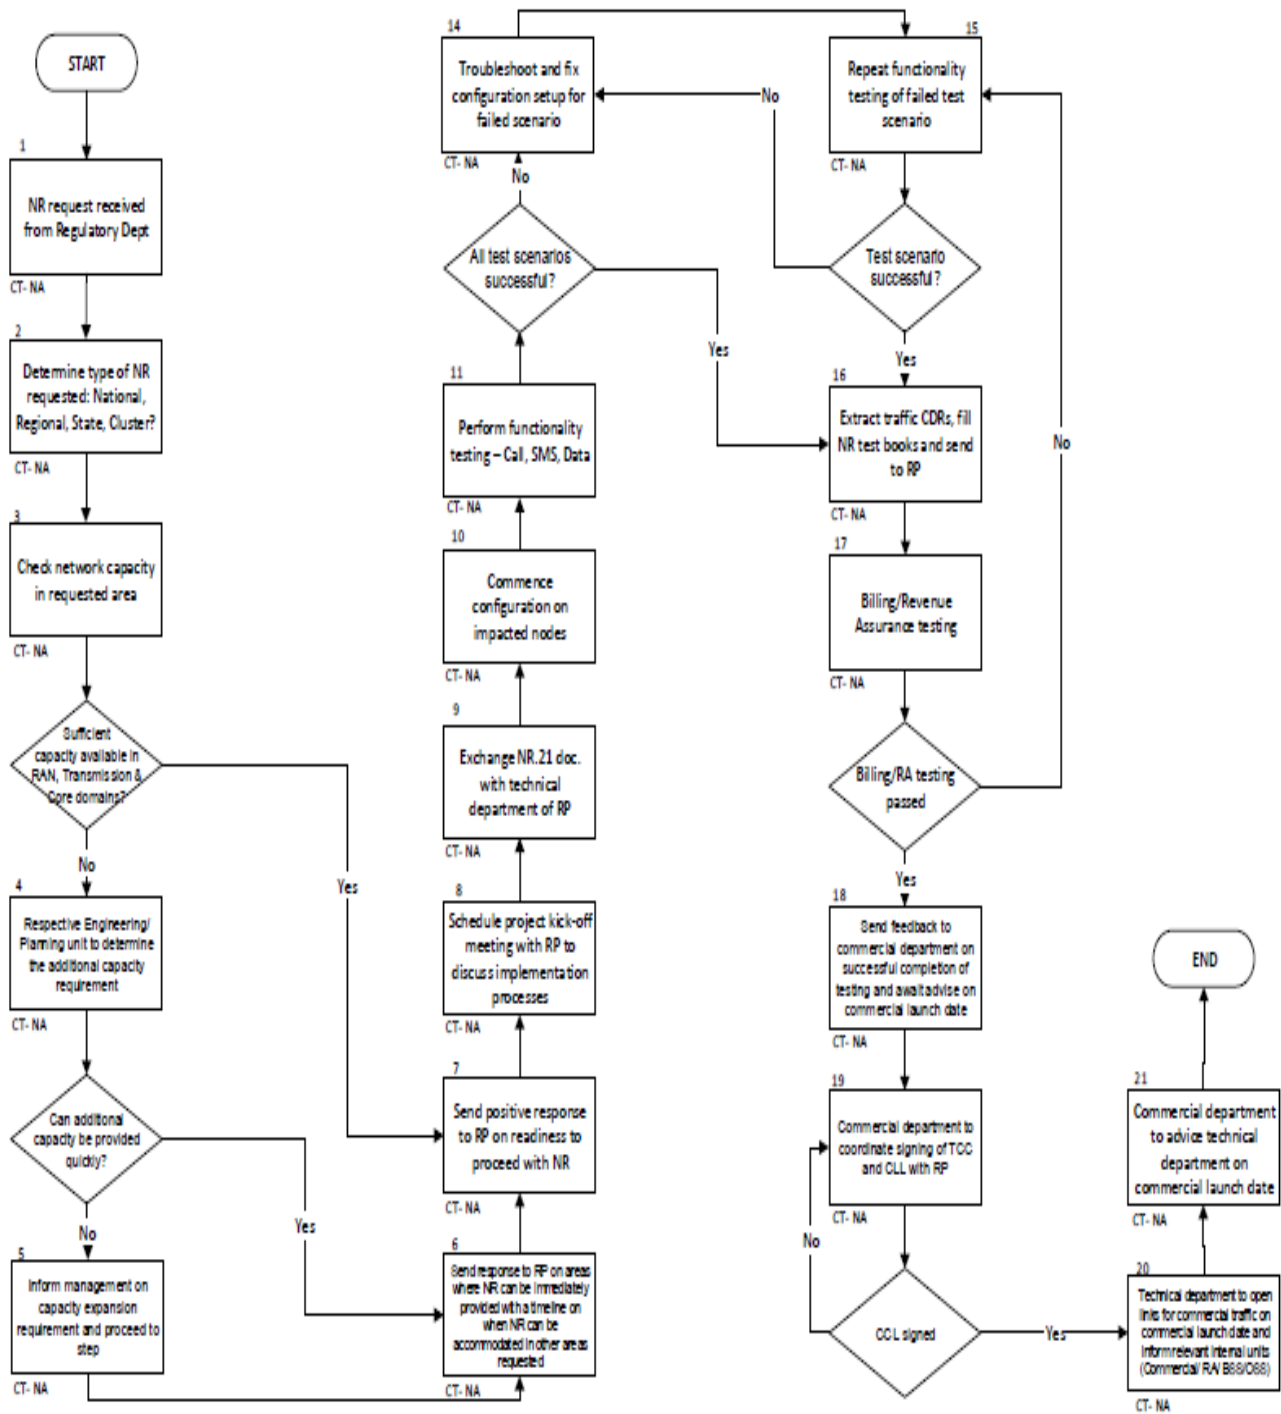 START
1
NR request received
from Regulatory Dept
CT- NA
2
Determine type of NR
requested: National,
Regional, State, Cluster?
CT- NA
3
Check network capacity
in requested area
CT- NA
Sufficient
capacity available in
RAN, Transmission &
Core domains?
No
Yes
4
Respective Engineering/
Planning unit to determine
the additional capacity
requirement
CT- NA
Can additional
capacity be provided
quickly?
No
Yes
5
Inform management on
capacity expansion
requirement and proceed to
step
CT- NA
6
Send response to RP on areas
where NR can be immediately
provided with a timeline on
when NR can be
accommodated in other areas
requested
CT- NA
7
Send positive response
to RP on readiness to
proceed with NR
CT- NA
8
Schedule project kick-off
meeting with RP to
discuss implementation
processes
CT- NA
9
Exchange NR.21 doc.
with technical
department of RP
CT- NA
10
Commence
configuration on
impacted nodes
CT- NA
11
Perform functionality
testing – Call, SMS, Data
CT- NA
All test scenarios
successful?
No
Yes
14
Troubleshoot and fix
configuration setup for
failed scenario
CT- NA
15
Repeat functionality
testing of failed test
scenario
CT- NA
Test scenario
successful?
No
Yes
16
Extract traffic CDRs, fill
NR test books and send
to RP
CT- NA
17
Billing/Revenue
Assurance testing
CT- NA
Billing/RA testing
passed
No
Yes
18
Send feedback to
commercial department on
successful completion of
testing and await advise on
commercial launch date
CT- NA
19
Commercial department to
coordinate signing of TCC
and CLL with RP
CT- NA
CCL signed
No
Yes
20
Technical department to open
links for commercial traffic on
commercial launch date and
inform relevant internal units
(Commercial/ RA/ BSS/OSS)
CT- NA
21
Commercial department
to advice technical
department on
commercial launch date
CT- NA
END